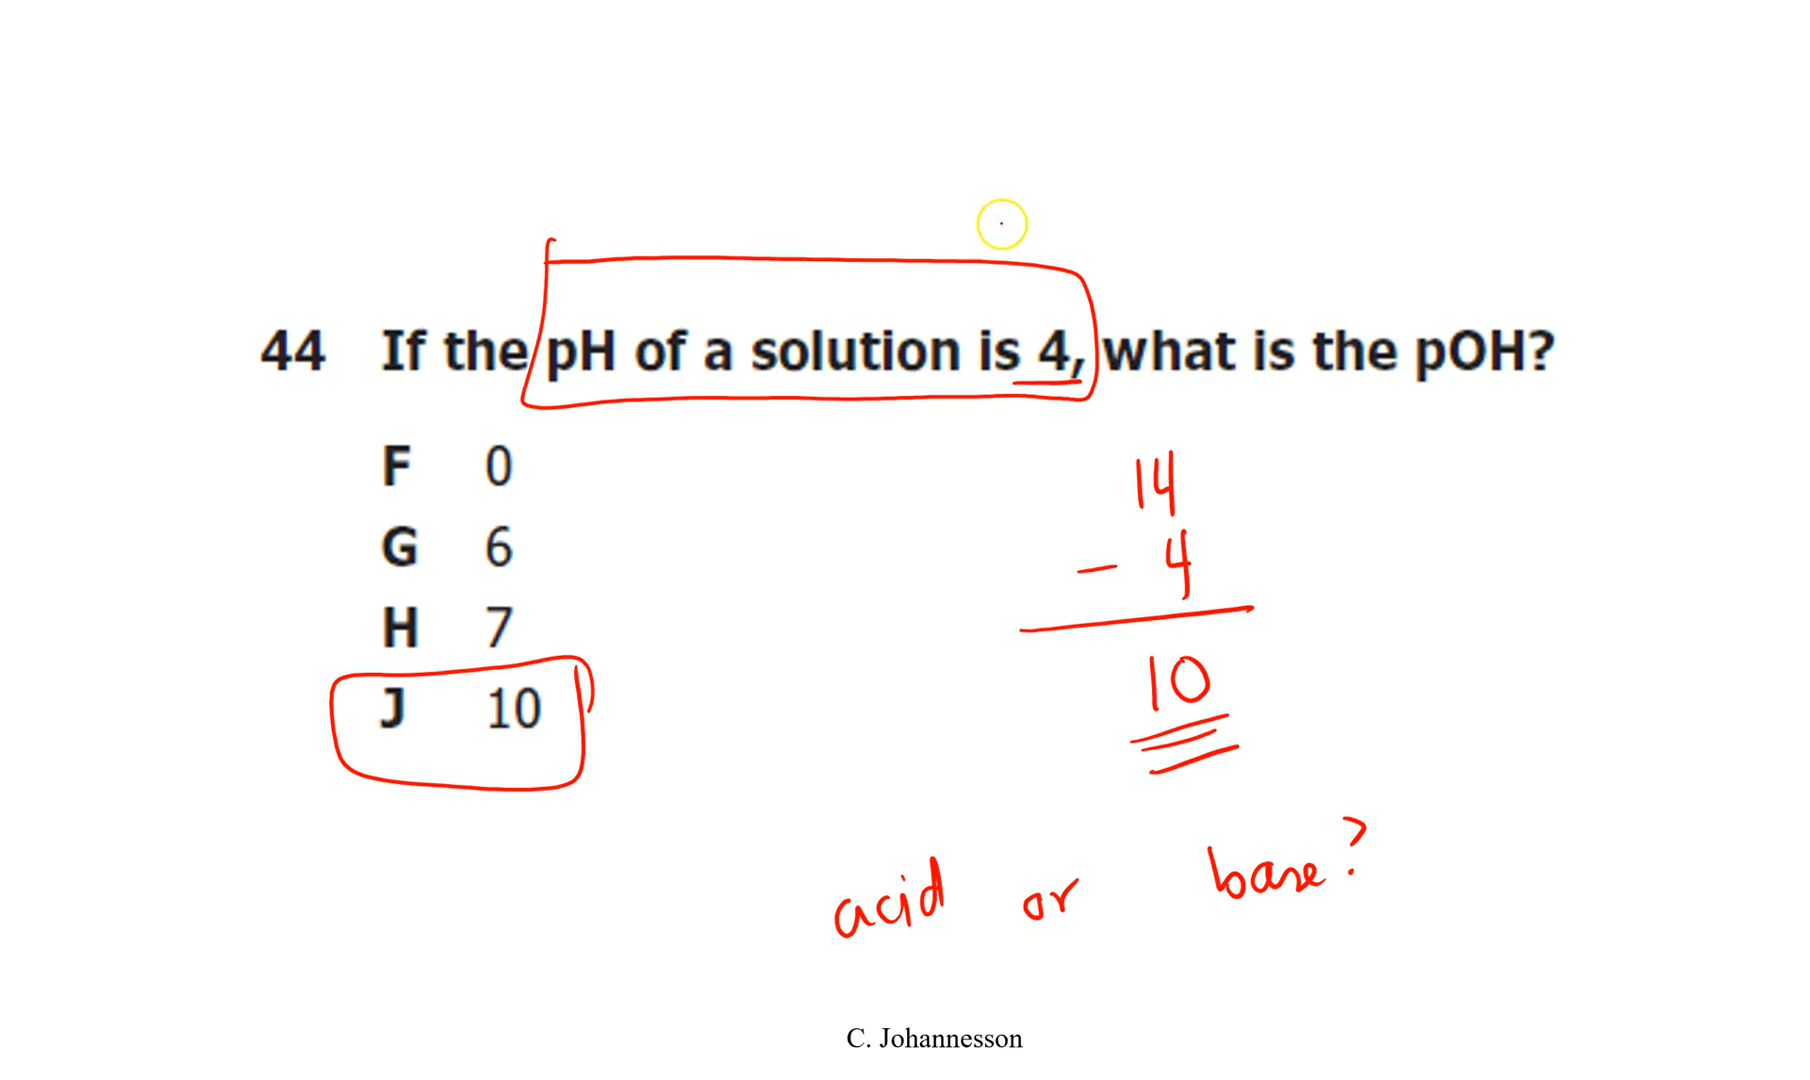 44 If the pH of a solution is 4, what is the pOH?
F 0
G 6
H 7
J 10
14
- 4
10
acid or base?
C. Johannesson